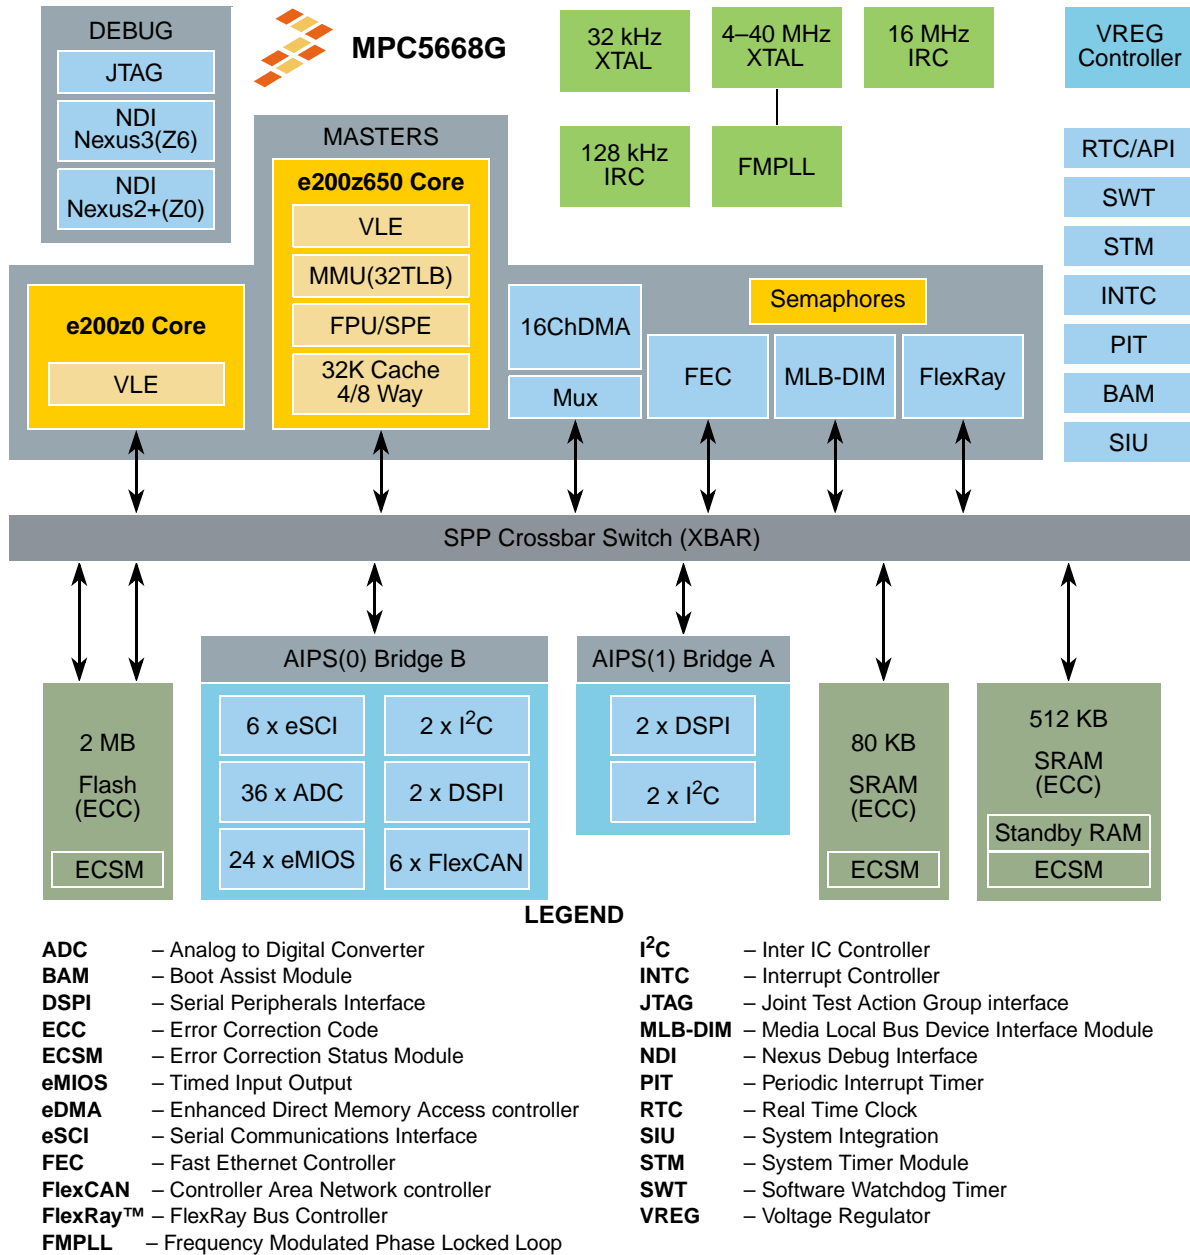 DEBUG
JTAG
NDI
Nexus3(Z6)
NDI
Nexus2+(Z0)
MPC5668G
32 kHz
XTAL
4–40 MHz
XTAL
16 MHz
IRC
VREG
Controller
128 kHz
IRC
FMPLL
RTC/API
SWT
STM
INTC
PIT
BAM
SIU
MASTERS
e200z650 Core
VLE
MMU(32TLB)
FPU/SPE
32K Cache
4/8 Way
e200z0 Core
VLE
16ChDMA
Mux
Semaphores
FEC
MLB-DIM
FlexRay
SPP Crossbar Switch (XBAR)
2 MB
Flash
(ECC)
ECSM
AIPS(0) Bridge B
6 x eSCI
2 x I²C
36 x ADC
2 x DSPI
24 x eMIOS
6 x FlexCAN
AIPS(1) Bridge A
2 x DSPI
2 x I²C
80 KB
SRAM
(ECC)
ECSM
512 KB
SRAM
(ECC)
Standby RAM
ECSM
LEGEND
ADC – Analog to Digital Converter
BAM – Boot Assist Module
DSPI – Serial Peripherals Interface
ECC – Error Correction Code
ECSM – Error Correction Status Module
eMIOS – Timed Input Output
eDMA – Enhanced Direct Memory Access controller
eSCI – Serial Communications Interface
FEC – Fast Ethernet Controller
FlexCAN – Controller Area Network controller
FlexRay™ – FlexRay Bus Controller
FMPLL – Frequency Modulated Phase Locked Loop
I²C – Inter IC Controller
INTC – Interrupt Controller
JTAG – Joint Test Action Group interface
MLB-DIM – Media Local Bus Device Interface Module
NDI – Nexus Debug Interface
PIT – Periodic Interrupt Timer
RTC – Real Time Clock
SIU – System Integration
STM – System Timer Module
SWT – Software Watchdog Timer
VREG – Voltage Regulator